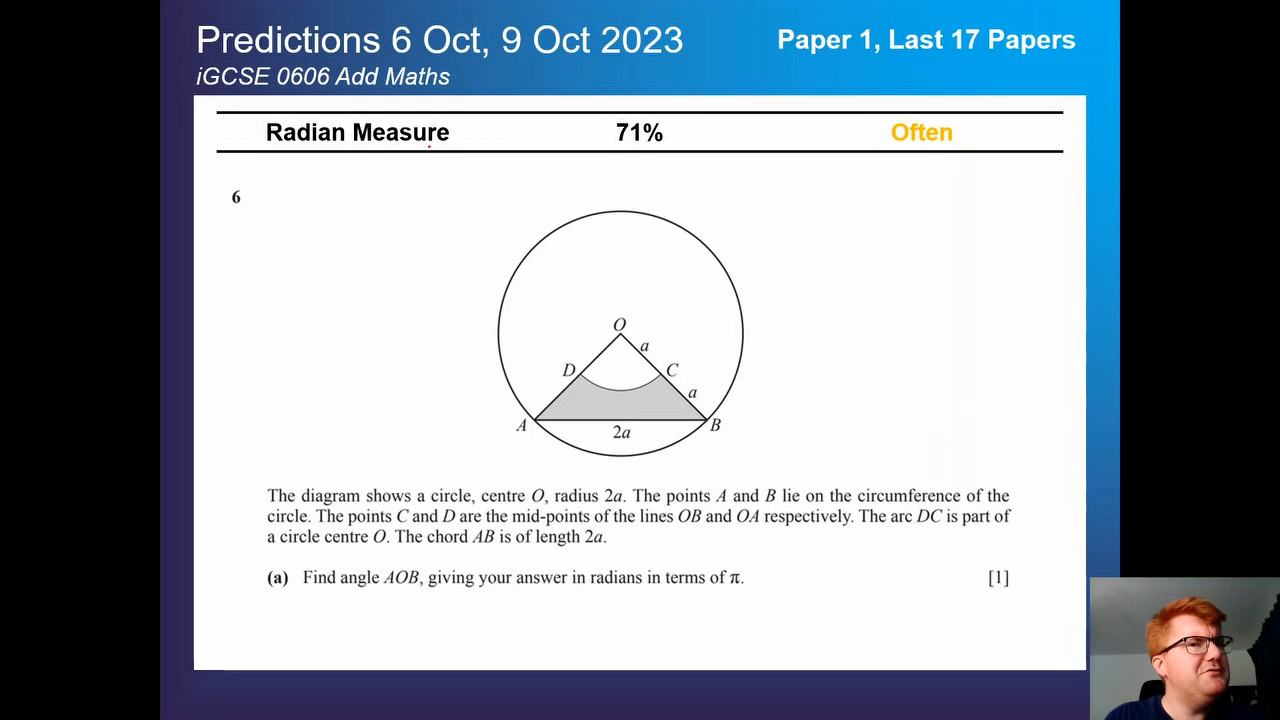 Predictions 6 Oct, 9 Oct 2023
Paper 1, Last 17 Papers
iGCSE 0606 Add Maths
Radian Measure 71% Often
6
O
a
D
C
a
A
B
2a
The diagram shows a circle, centre O, radius 2a. The points A and B lie on the circumference of the
circle. The points C and D are the mid-points of the lines OB and OA respectively. The arc DC is part of
a circle centre O. The chord AB is of length 2a.
(a) Find angle AOB, giving your answer in radians in terms of π. [1]